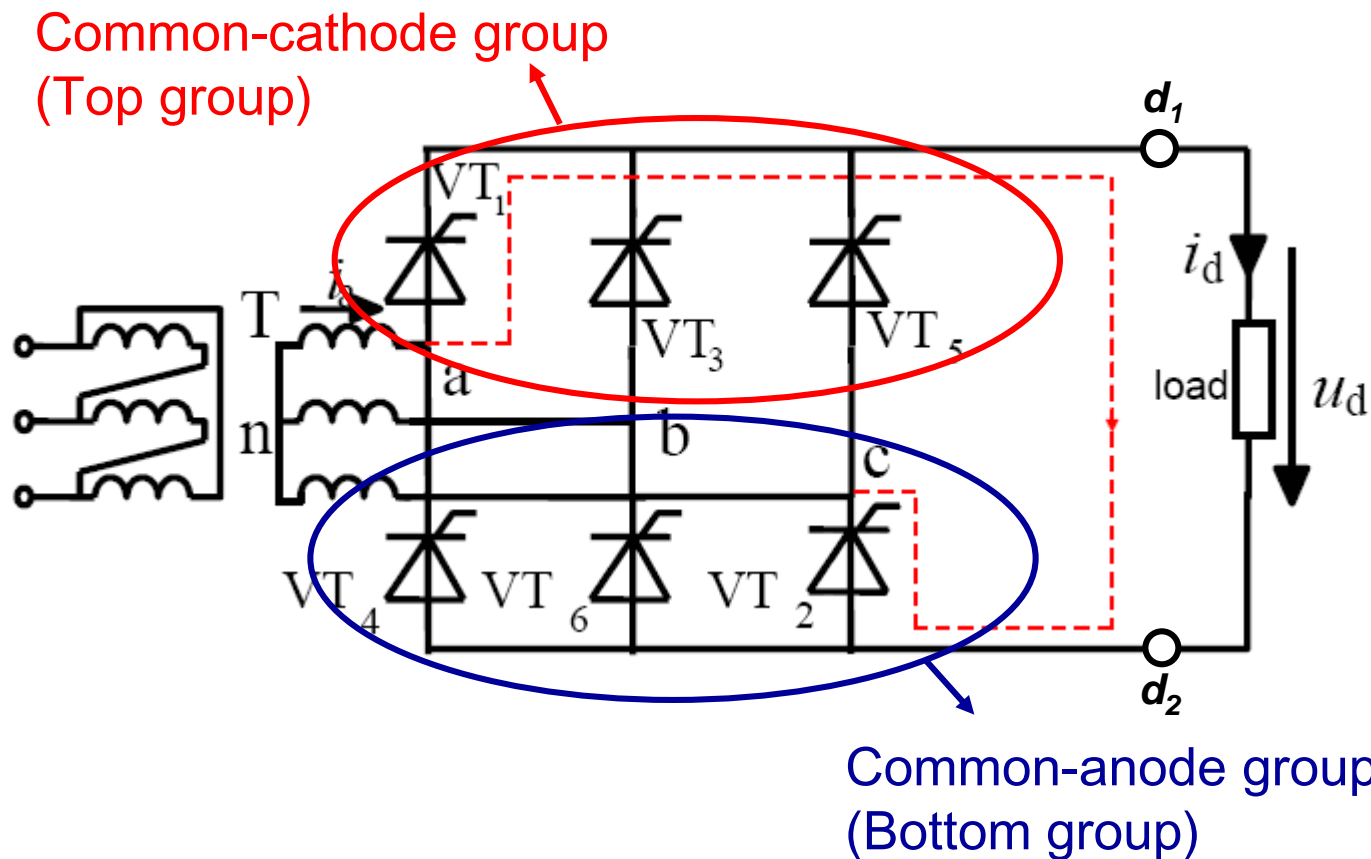 Common-cathode group
(Top group)
d1
VT1
ia
id
T
VT3
VT5
a
load
ud
n
b
c
VT4
VT6
VT2
d2
Common-anode group
(Bottom group)